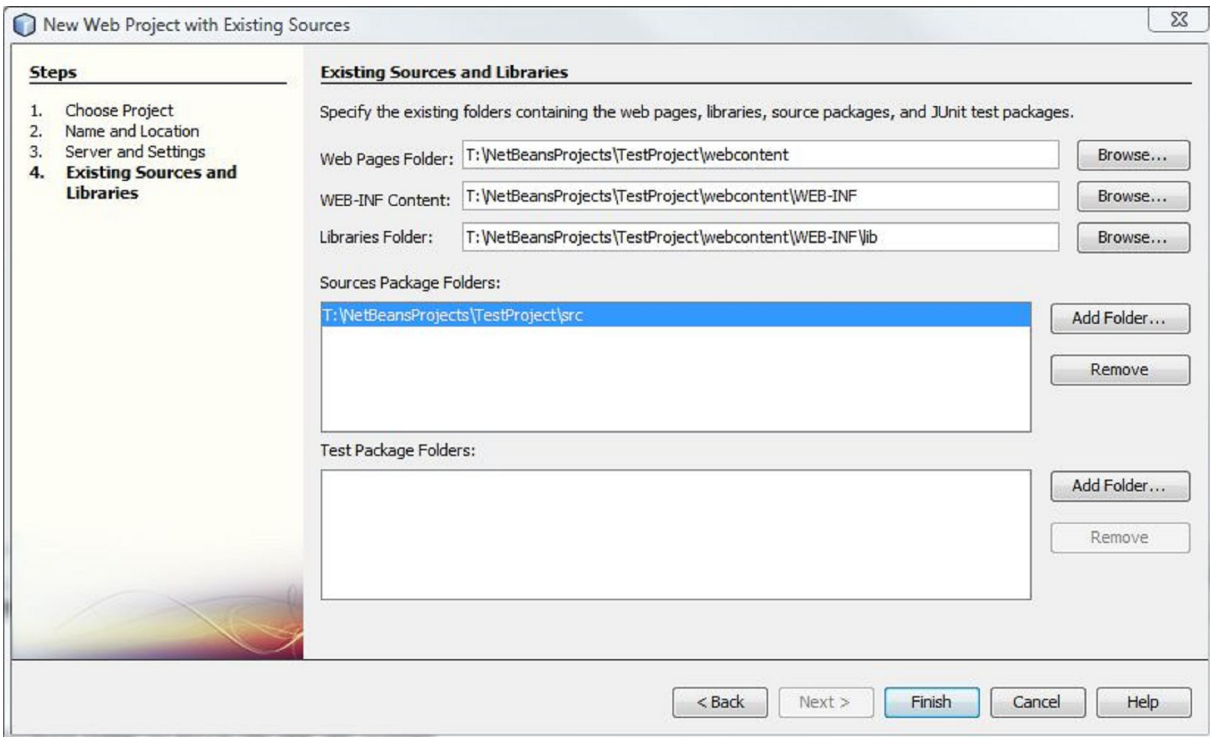 New Web Project with Existing Sources
Steps
1. Choose Project
2. Name and Location
3. Server and Settings
4. Existing Sources and
Libraries
Existing Sources and Libraries
Specify the existing folders containing the web pages, libraries, source packages, and JUnit test packages.
Web Pages Folder: T:\NetBeansProjects\TestProject\webcontent Browse...
WEB-INF Content: T:\NetBeansProjects\TestProject\webcontent\WEB-INF Browse...
Libraries Folder: T:\NetBeansProjects\TestProject\webcontent\WEB-INF\lib Browse...
Sources Package Folders:
T:\NetBeansProjects\TestProject\src
Add Folder...
Remove
Test Package Folders:
Add Folder...
Remove
< Back Next > Finish Cancel Help